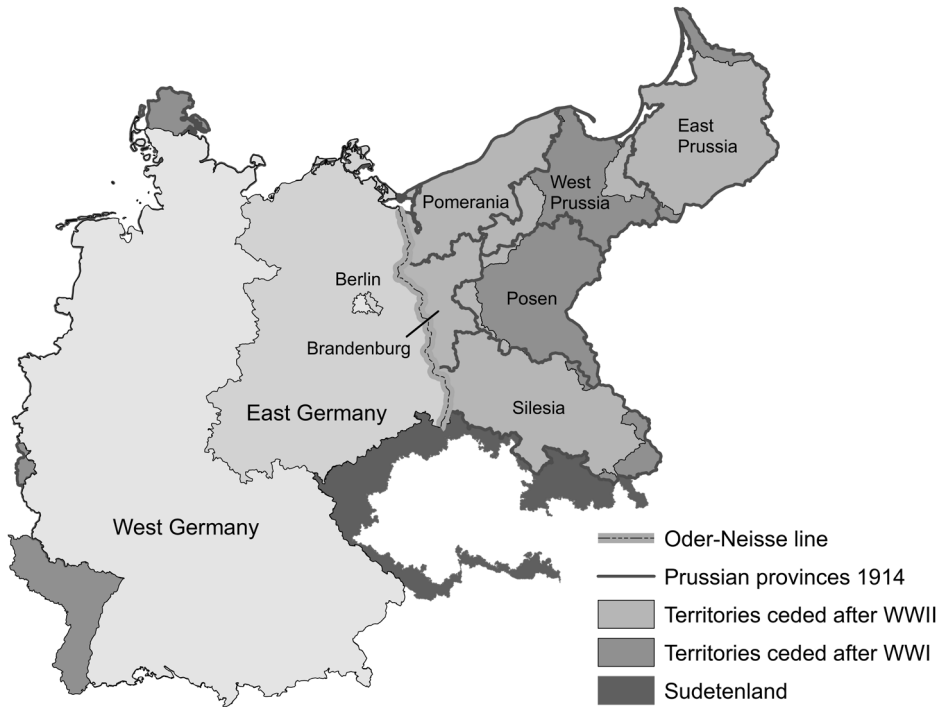 East
Prussia
West
Prussia
Pomerania
Berlin
Posen
Brandenburg
East Germany
Silesia
West Germany
Oder-Neisse line
Prussian provinces 1914
Territories ceded after WWII
Territories ceded after WWI
Sudetenland